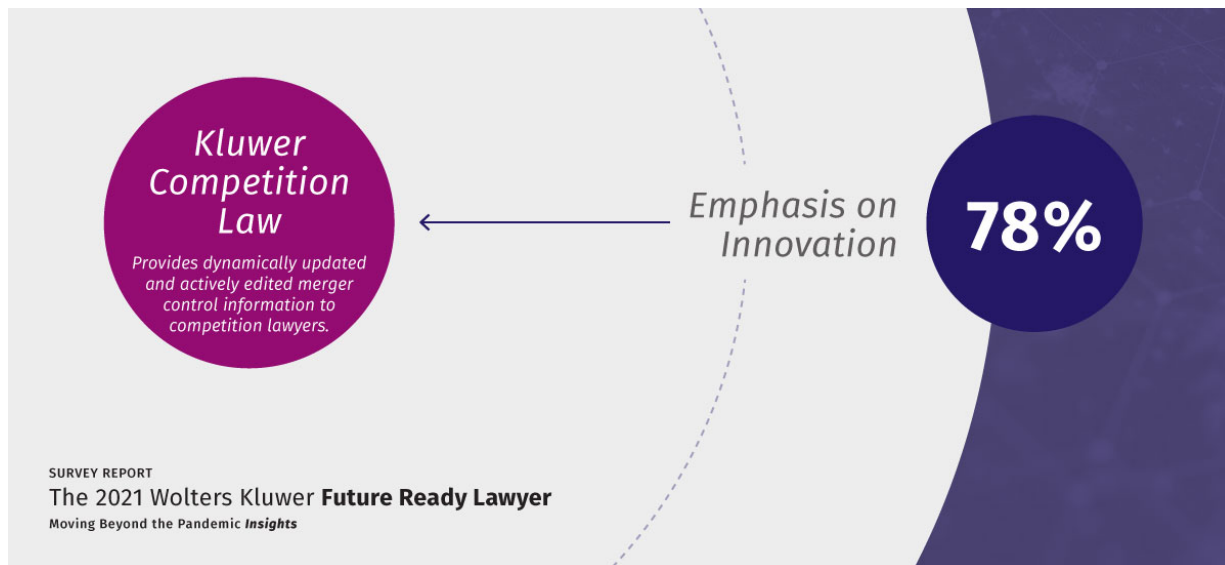 Kluwer
Competition
Law
Provides dynamically updated
and actively edited merger
control information to
competition lawyers.
Emphasis on
Innovation
78%
SURVEY REPORT
The 2021 Wolters Kluwer Future Ready Lawyer
Moving Beyond the Pandemic Insights